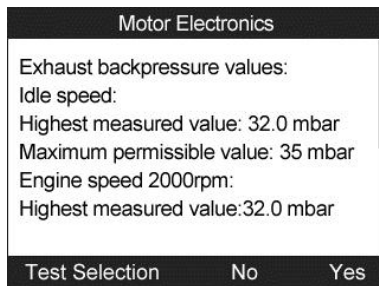 Motor Electronics
Exhaust backpressure values:
Idle speed:
Highest measured value: 32.0 mbar
Maximum permissible value: 35 mbar
Engine speed 2000rpm:
Highest measured value:32.0 mbar
Test Selection No Yes